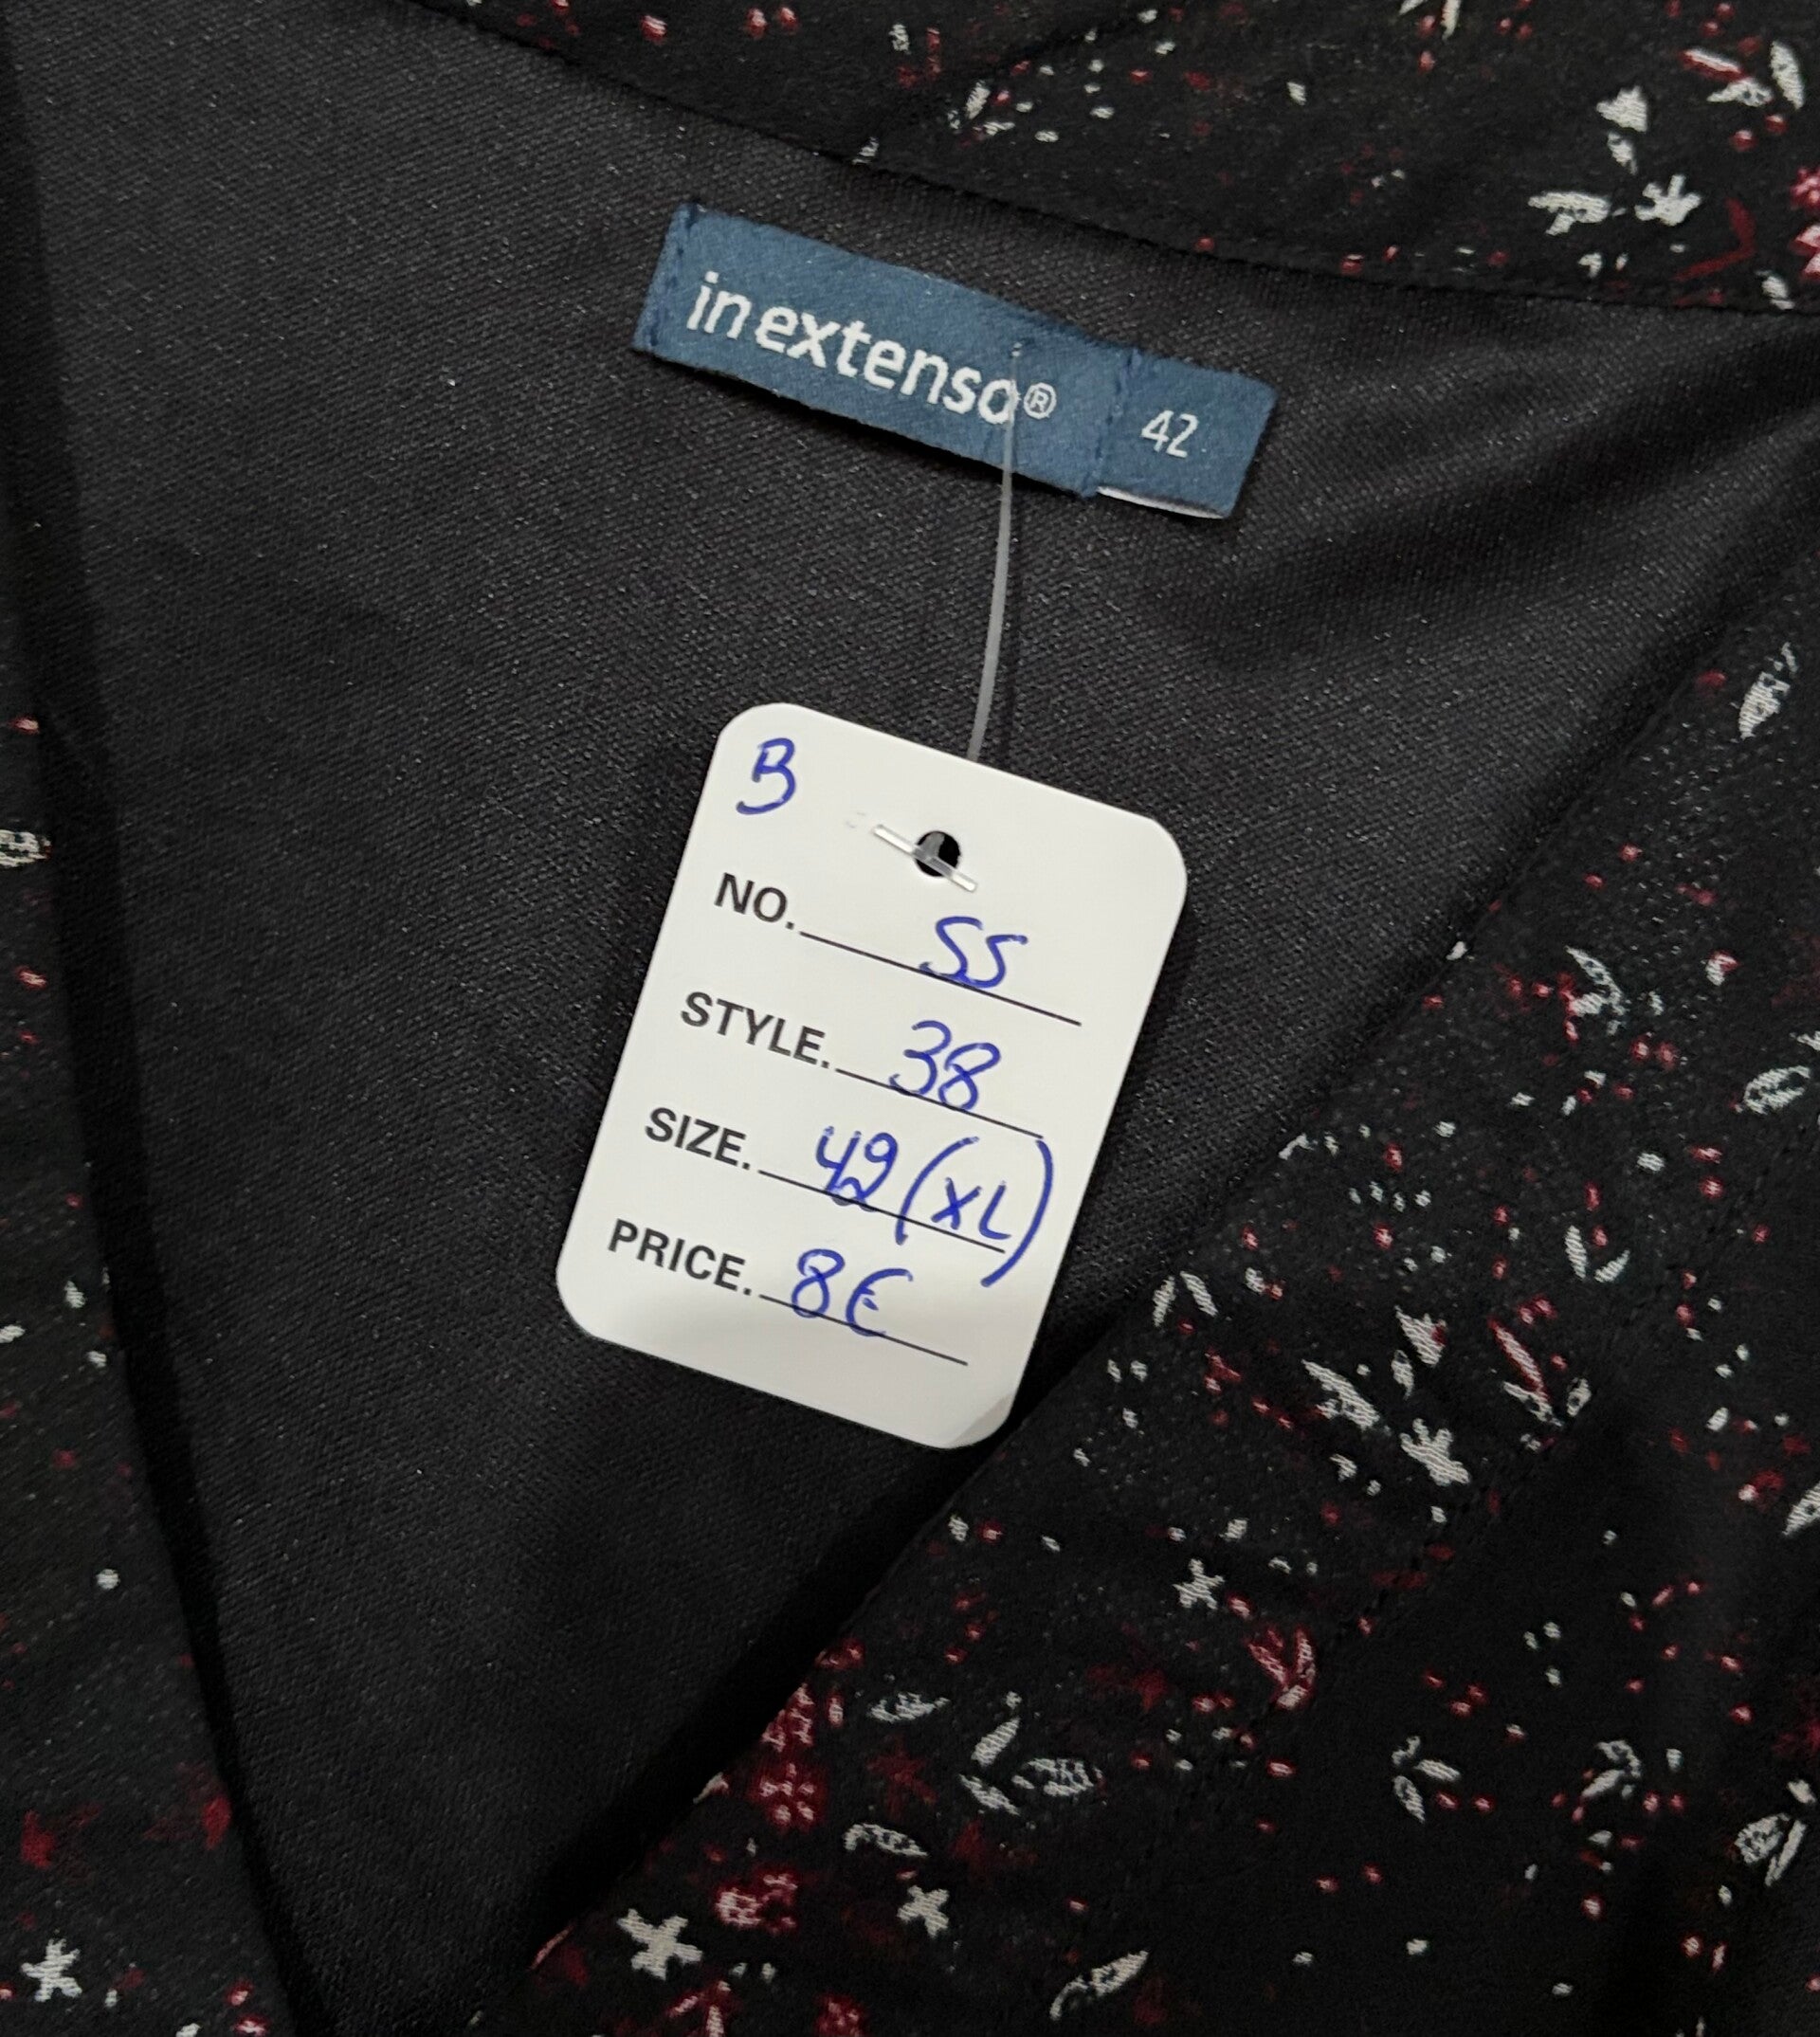 in extenso® 42
B
NO. 55
STYLE. 38
SIZE. 42 (XL)
PRICE. 8€